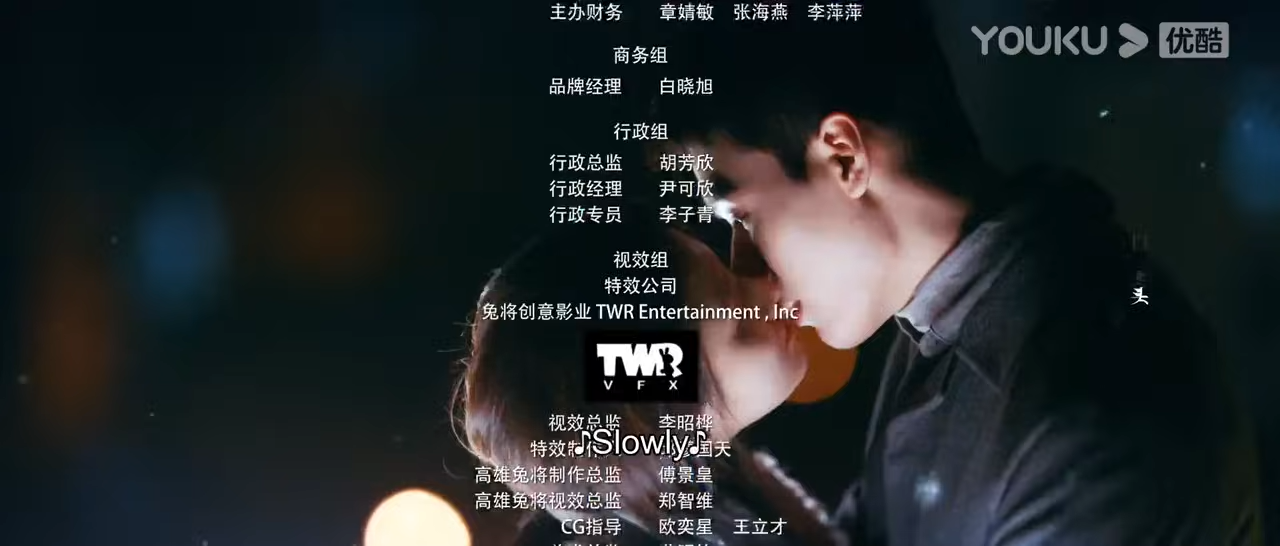 主办财务 章婧敏 张海燕 李萍萍
YOUKU 优酷
商务组
品牌经理 白晓旭
行政组
行政总监 胡芳欣
行政经理 尹可欣
行政专员 李子青
视效组
特效公司
兔将创意影业 TWR Entertainment , Inc
TWR
VFX
视效总监 李昭桦
♪Slowly♪
特效制 国天
高雄兔将制作总监 傅景皇
高雄兔将视效总监 郑智维
CG指导 欧奕星 王立才